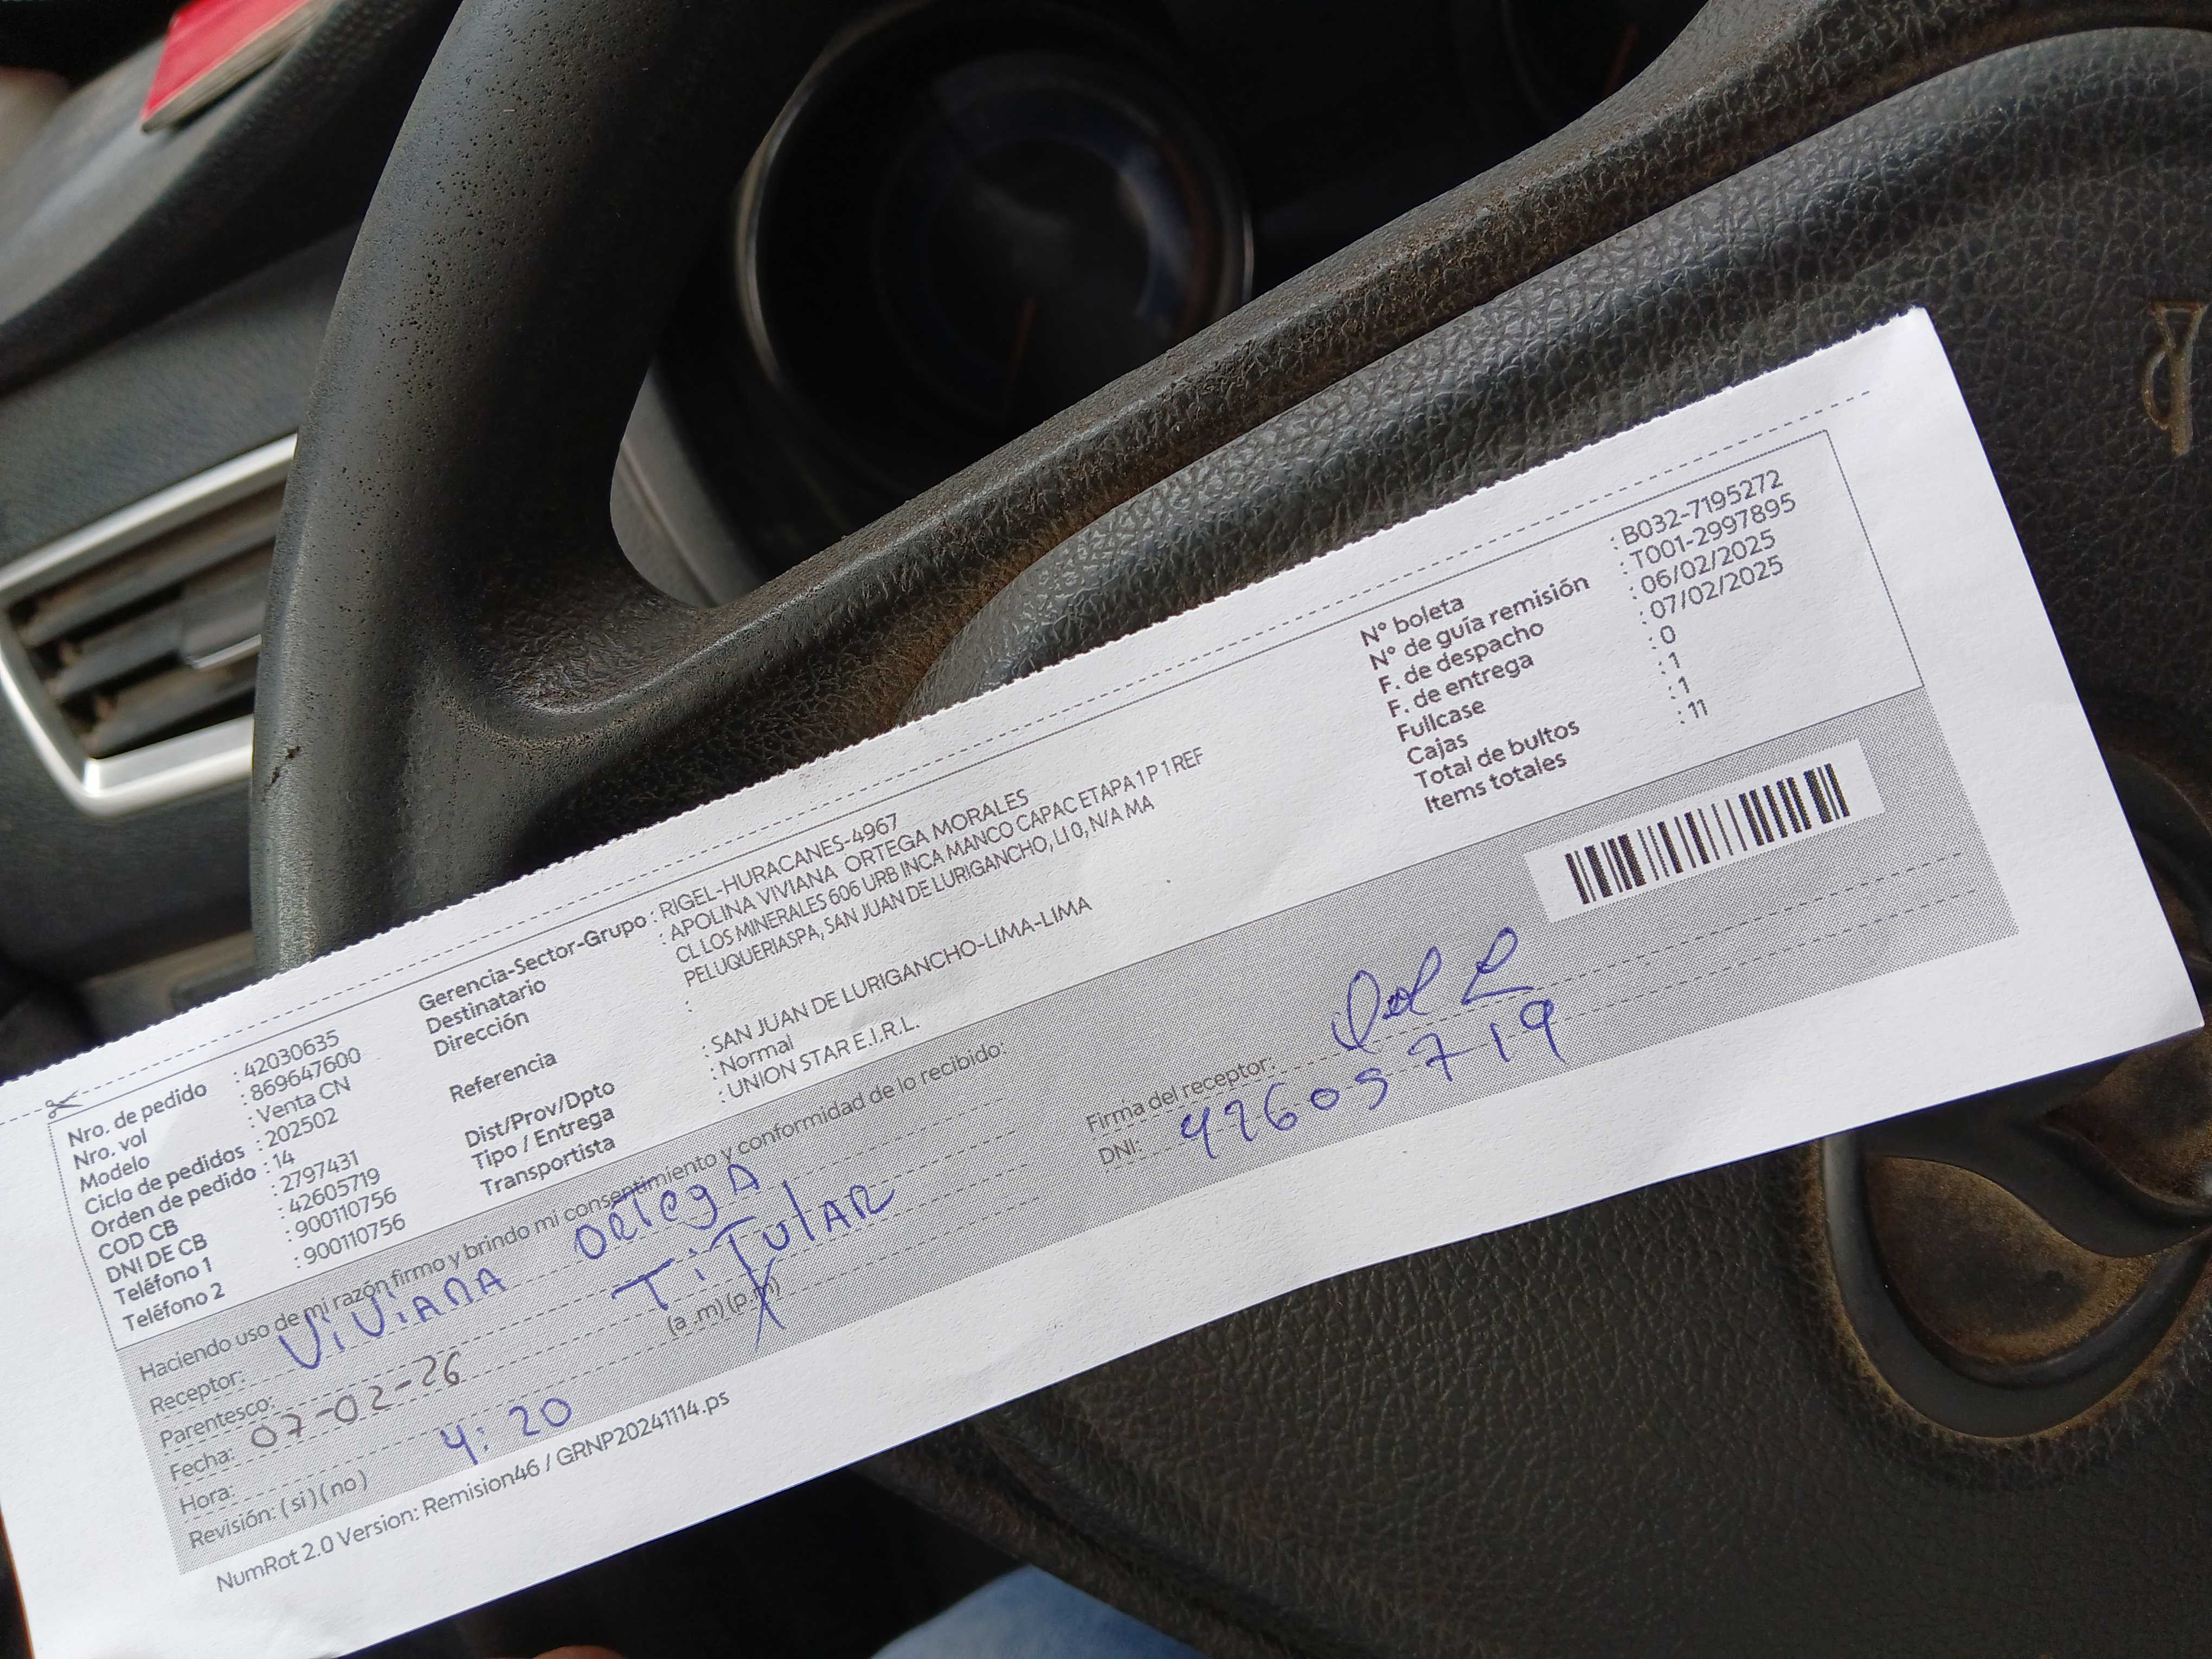 Nro. de pedido : 42030635
Nro. vol : 869647600
Modelo : Venta CN
Ciclo de pedidos : 202502
Orden de pedido : 14
COD CB : 2797431
DNI DE CB : 42605719
Teléfono 1 : 900110756
Teléfono 2 : 900110756
Gerencia-Sector-Grupo : RIGEL-HURACANES-4967
Destinatario : APOLINA VIVIANA ORTEGA MORALES
Dirección CL LOS MINERALES 606 URB INCA MANCO CAPAC ETAPA 1 P 1 REF
PELUQUERIASPA, SAN JUAN DE LURIGANCHO, LI 0, N/A MA
Referencia :
Dist/Prov/Dpto : SAN JUAN DE LURIGANCHO-LIMA-LIMA
Tipo / Entrega : Normal
Transportista : UNION STAR E.I.R.L.
N° boleta : B032-7195272
N° de guía remisión : T001-2997895
F. de despacho : 06/02/2025
F. de entrega : 07/02/2025
Fullcase : 0
Cajas : 1
Total de bultos : 1
Items totales : 11
Haciendo uso de mi razón firmo y brindo mi consentimiento y conformidad de lo recibido:
Receptor: ViViana ORTEgA
Parentesco: TiTulAR
Fecha: 07-02-26
Hora: 4:20 (a .m) (p.m)
Revisión: (si) (no)
Firma del receptor:
DNI: 42605719
NumRot 2.0 Version: Remision46 / GRNP20241114.ps